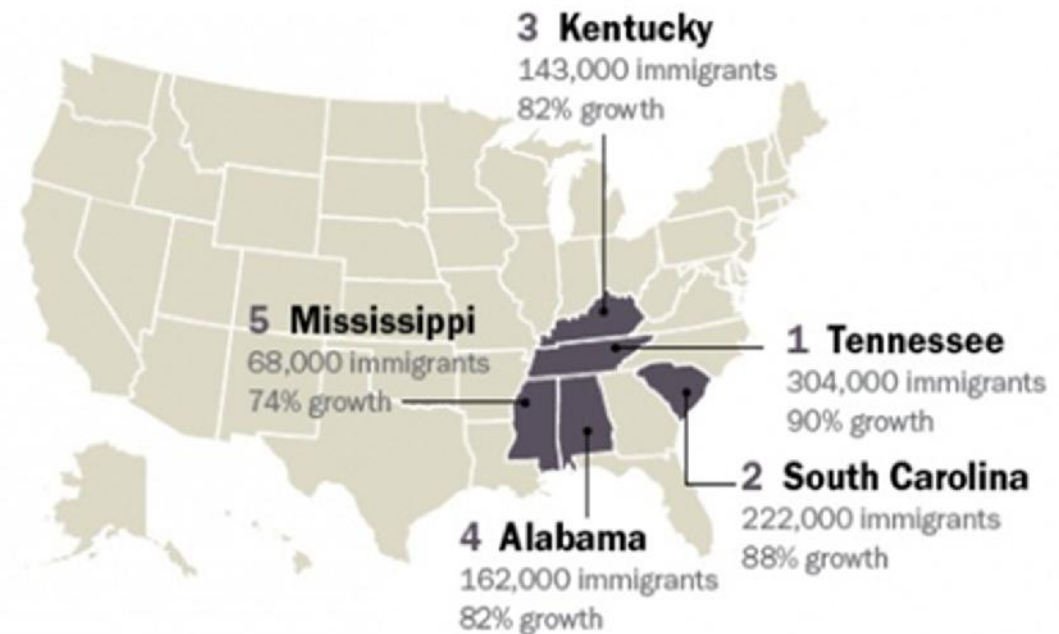 3 Kentucky
143,000 immigrants
82% growth
5 Mississippi
68,000 immigrants
74% growth
1 Tennessee
304,000 immigrants
90% growth
2 South Carolina
222,000 immigrants
88% growth
4 Alabama
162,000 immigrants
82% growth